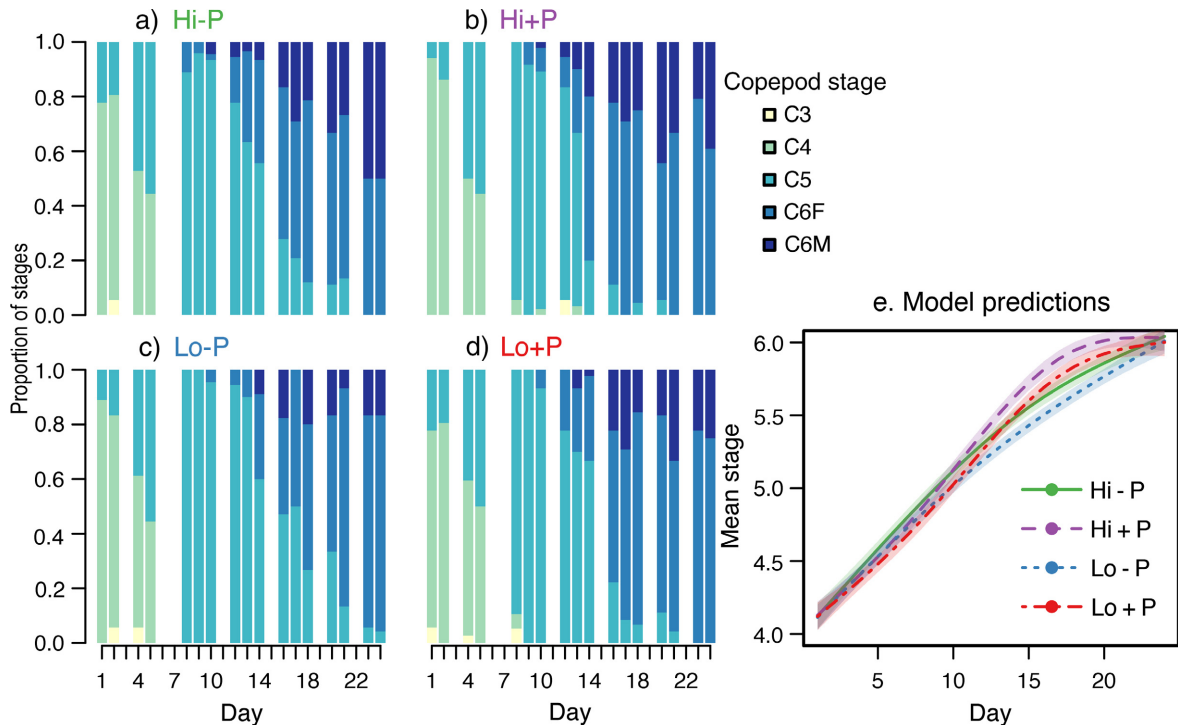 a) Hi-P
b) Hi+P
1.0
0.8
0.6
0.4
0.2
0.0
Copepod stage
C3
C4
C5
C6F
C6M
Proportion of stages
c) Lo-P
d) Lo+P
1.0
0.8
0.6
0.4
0.2
0.0
1 4 7 10 14 18 22
Day
1 4 7 10 14 18 22
Day
e. Model predictions
Mean stage
6.0
5.5
5.0
4.5
4.0
Hi - P
Hi + P
Lo - P
Lo + P
5 10 15 20
Day